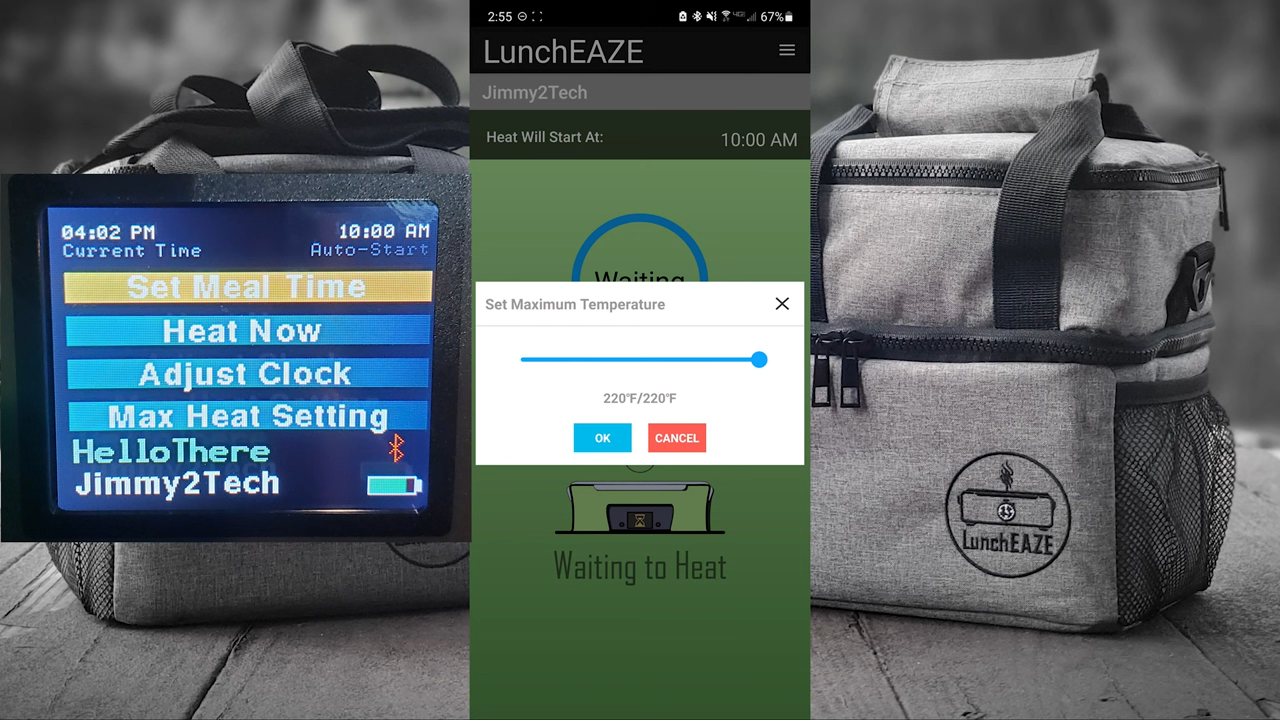 04:02 PM
10:00 AM
Current Time
Auto-Start
Set Meal Time
Heat Now
Adjust Clock
Max Heat Setting
HelloThere
Jimmy2Tech
2:55
67%
LunchEAZE
Jimmy2Tech
Heat Will Start At:
10:00 AM
Waiting
Set Maximum Temperature
220°F/220°F
OK
CANCEL
Waiting to Heat
LunchEAZE